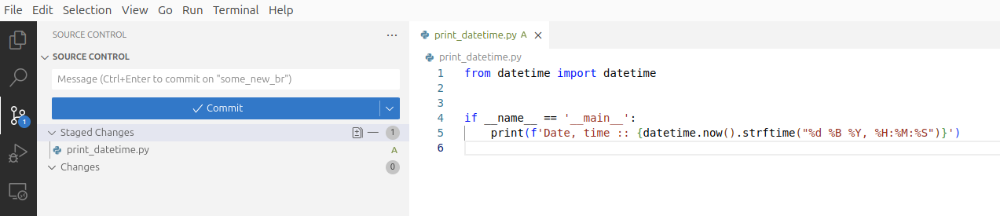 File Edit Selection View Go Run Terminal Help
SOURCE CONTROL ...
SOURCE CONTROL
Message (Ctrl+Enter to commit on "some_new_br")
Commit
Staged Changes 1
print_datetime.py A
Changes 0
1
print_datetime.py A
print_datetime.py
1 from datetime import datetime
2
3
4 if __name__ == '__main__':
5 print(f'Date, time :: {datetime.now().strftime("%d %B %Y, %H:%M:%S")}')
6